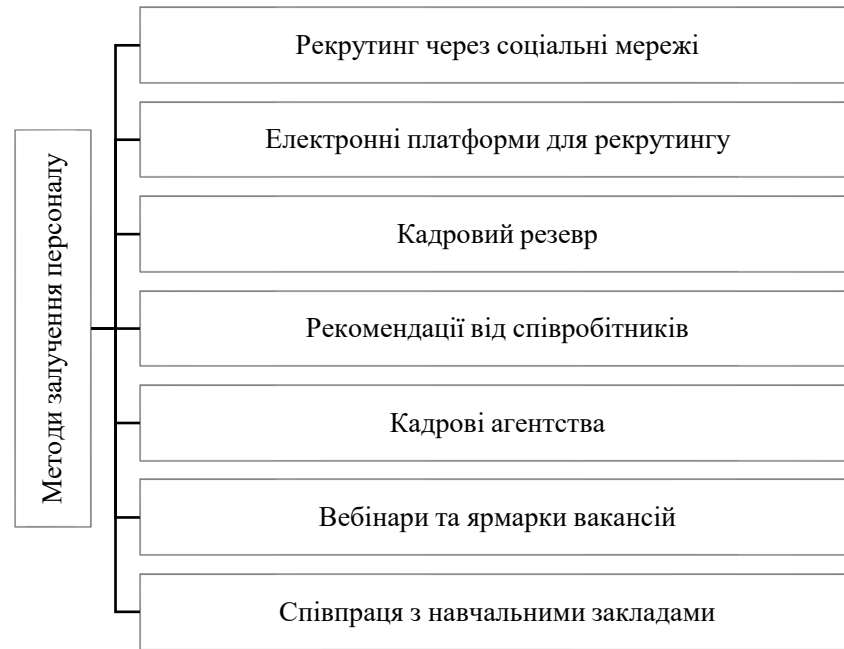 Методи залучення персоналу
Рекрутинг через соціальні мережі
Електронні платформи для рекрутингу
Кадровий резевр
Рекомендації від співробітників
Кадрові агентства
Вебінари та ярмарки вакансій
Співпраця з навчальними закладами